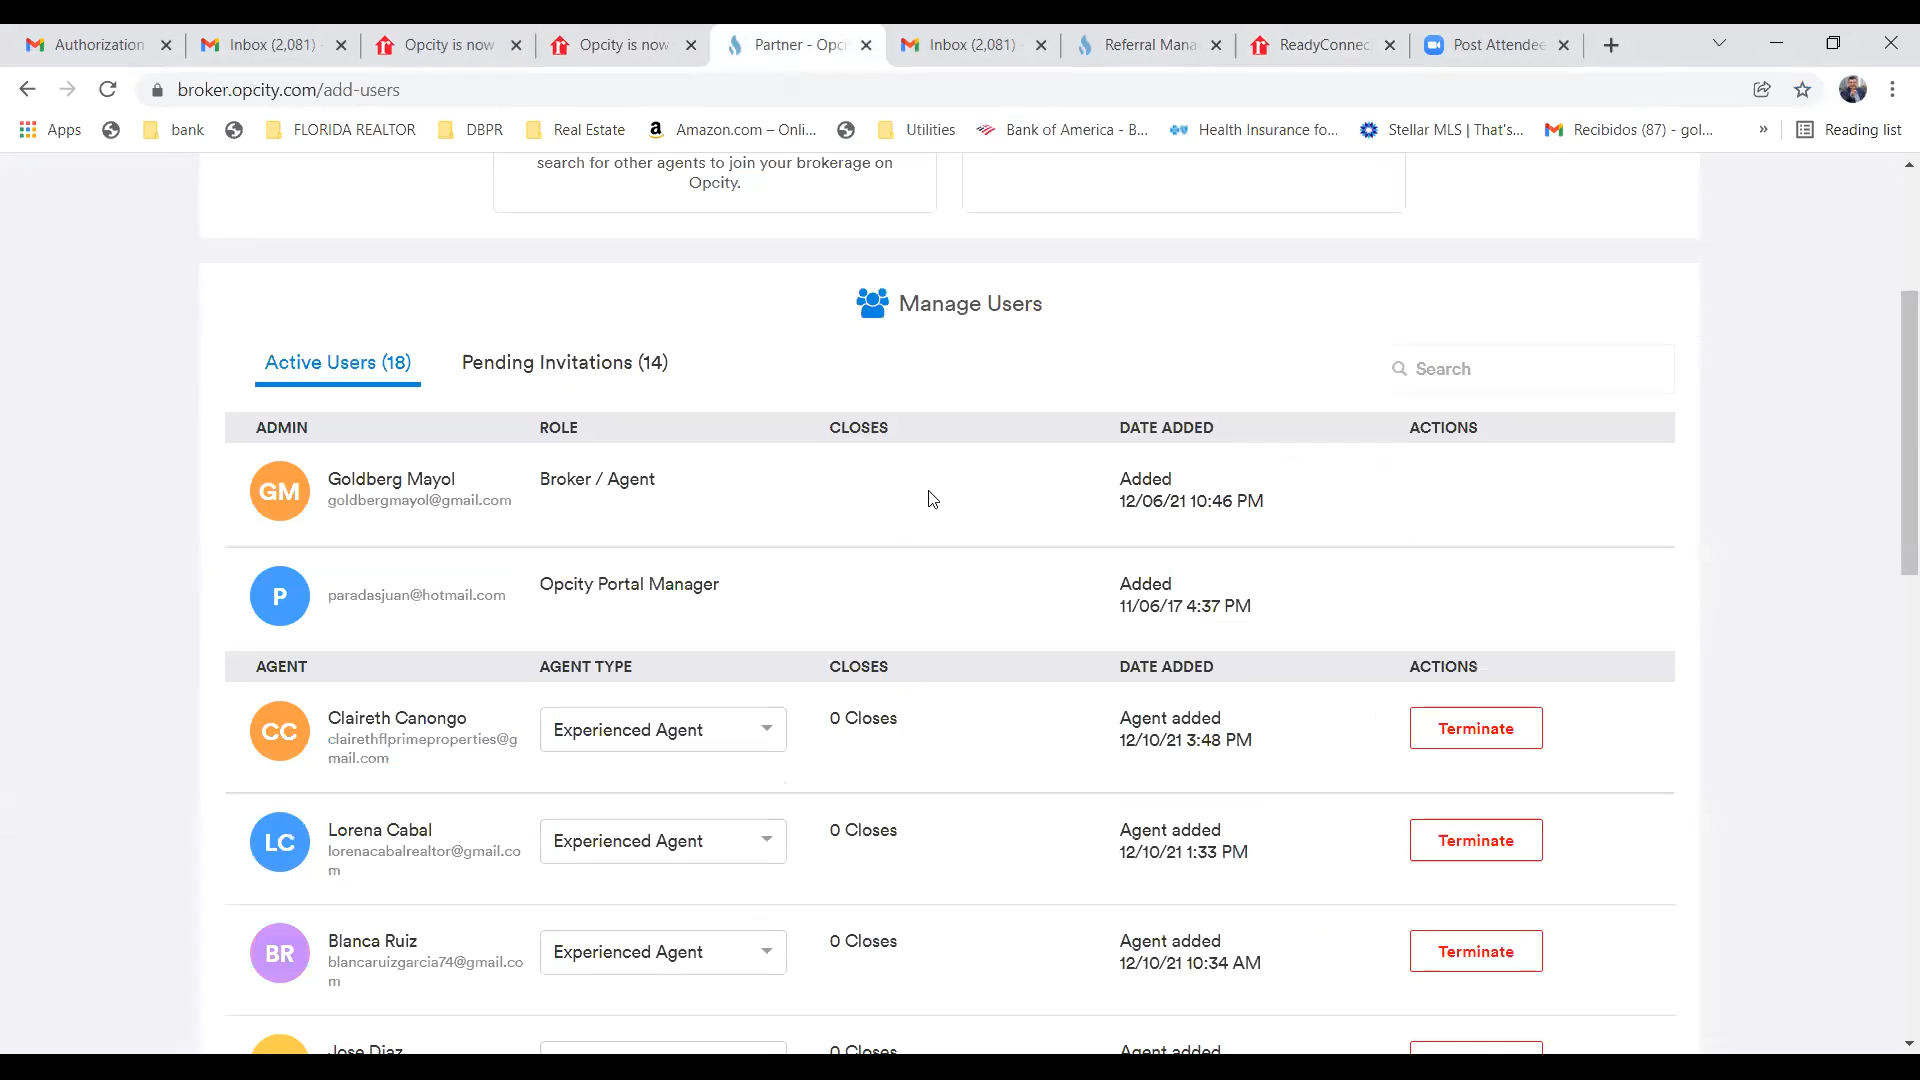 Authorization
Inbox (2,081)
Opcity is now
Opcity is now
Partner - Opc
Inbox (2,081)
Referral Mana
ReadyConnec
Post Attendee
broker.opcity.com/add-users
Apps
bank
FLORIDA REALTOR
DBPR
Real Estate
Amazon.com – Onli...
Utilities
Bank of America - B...
Health Insurance fo...
Stellar MLS | That's...
Recibidos (87) - gol...
»
Reading list
search for other agents to join your brokerage on
Opcity.
Manage Users
Active Users (18)
Pending Invitations (14)
Search
ADMIN ROLE CLOSES DATE ADDED ACTIONS
GM
Goldberg Mayol
goldbergmayol@gmail.com
Broker / Agent
Added
12/06/21 10:46 PM
P
paradasjuan@hotmail.com
Opcity Portal Manager
Added
11/06/17 4:37 PM
AGENT AGENT TYPE CLOSES DATE ADDED ACTIONS
CC
Claireth Canongo
clairethflprimeproperties@g
mail.com
Experienced Agent
0 Closes
Agent added
12/10/21 3:48 PM
Terminate
LC
Lorena Cabal
lorenacabalrealtor@gmail.co
m
Experienced Agent
0 Closes
Agent added
12/10/21 1:33 PM
Terminate
BR
Blanca Ruiz
blancaruizgarcia74@gmail.co
m
Experienced Agent
0 Closes
Agent added
12/10/21 10:34 AM
Terminate
Jose Diaz
0 Closes
Agent added